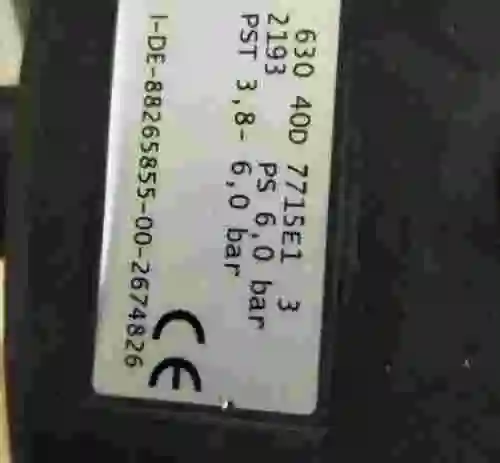 630 40D 7715E1 3
2193 PS 6,0 bar
PST 3,8- 6,0 bar
I-DE-88265855-00-2674826
CE